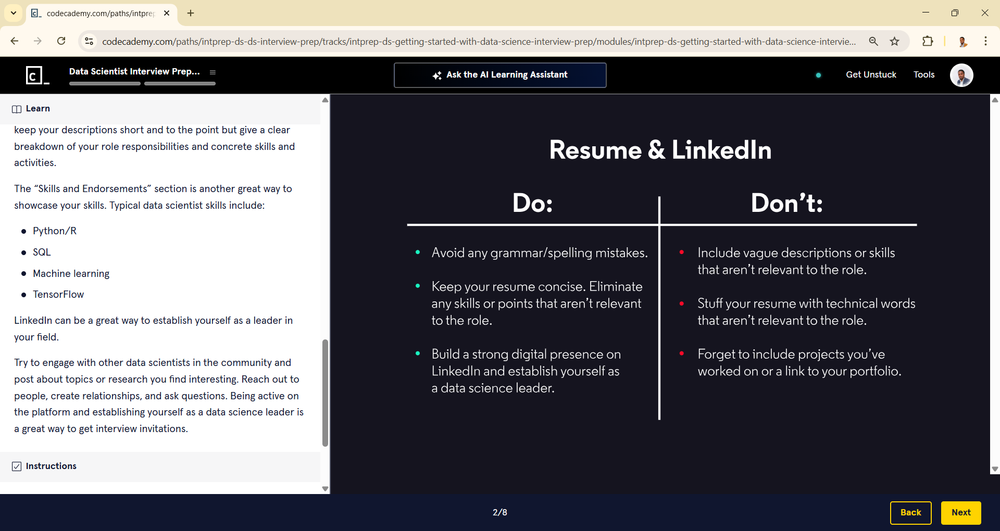 codecademy.com/paths/intprep
codecademy.com/paths/intprep-ds-ds-interview-prep/tracks/intprep-ds-getting-started-with-data-science-interview-prep/modules/intprep-ds-getting-started-with-data-science-intervie...
c_
Data Scientist Interview Prep...
Ask the AI Learning Assistant
Get Unstuck
Tools
Learn
keep your descriptions short and to the point but give a clear
breakdown of your role responsibilities and concrete skills and
activities.
The “Skills and Endorsements” section is another great way to
showcase your skills. Typical data scientist skills include:
Python/R
SQL
Machine learning
TensorFlow
LinkedIn can be a great way to establish yourself as a leader in
your field.
Try to engage with other data scientists in the community and
post about topics or research you find interesting. Reach out to
people, create relationships, and ask questions. Being active on
the platform and establishing yourself as a data science leader is
a great way to get interview invitations.
Instructions
Resume & LinkedIn
Do:
Avoid any grammar/spelling mistakes.
Keep your resume concise. Eliminate
any skills or points that aren’t relevant
to the role.
Build a strong digital presence on
LinkedIn and establish yourself as
a data science leader.
Don’t:
Include vague descriptions or skills
that aren’t relevant to the role.
Stuff your resume with technical words
that aren’t relevant to the role.
Forget to include projects you’ve
worked on or a link to your portfolio.
2/8
Back
Next